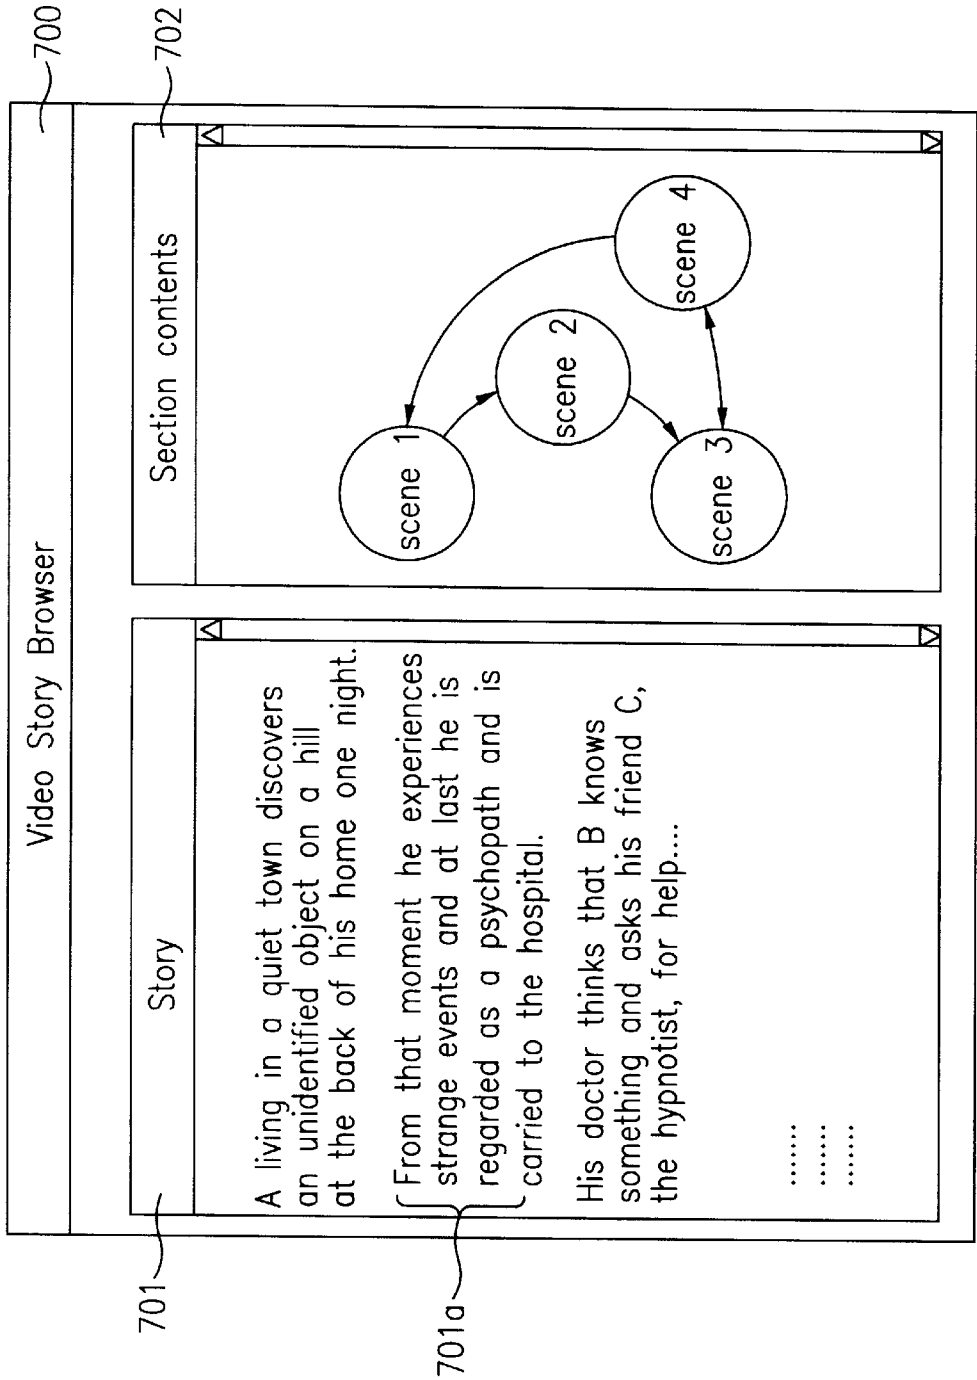 Video Story Browser
700
Story
701
A living in a quiet town discovers
an unidentified object on a hill
at the back of his home one night.
From that moment he experiences
strange events and at last he is
regarded as a psychopath and is
carried to the hospital.
701a
His doctor thinks that B knows
something and asks his friend C,
the hypnotist, for help....
.......
.......
.......
Section contents
702
scene 1
scene 2
scene 3
scene 4